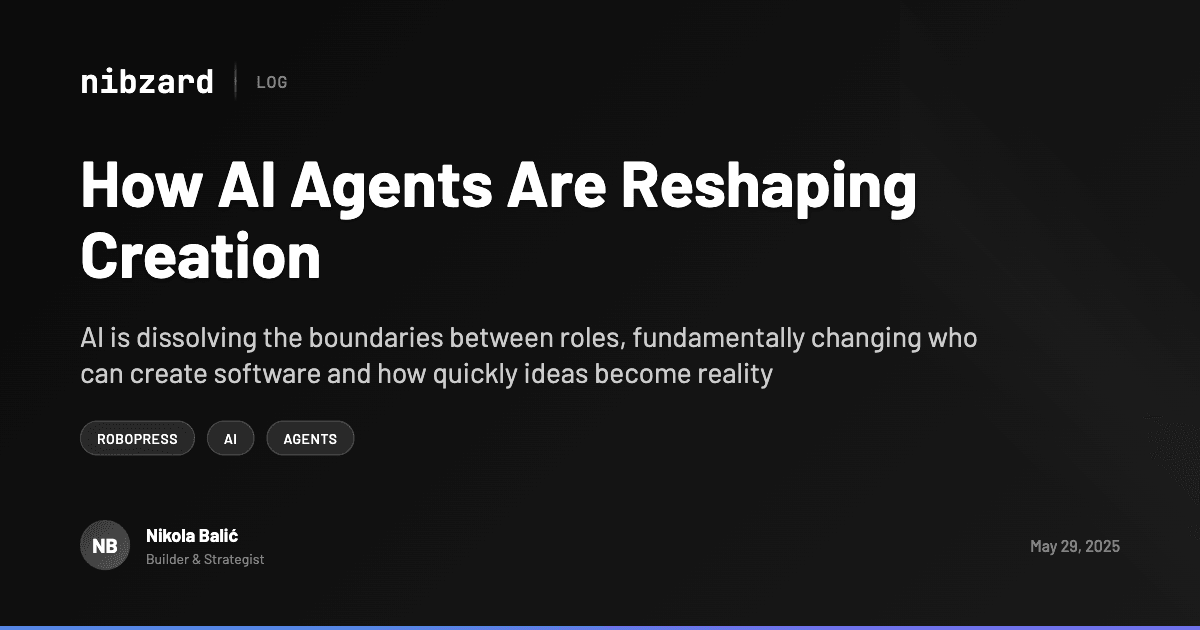 nibzard | LOG
How AI Agents Are Reshaping
Creation
AI is dissolving the boundaries between roles, fundamentally changing who
can create software and how quickly ideas become reality
ROBOPRESS AI AGENTS
NB Nikola Balić
Builder & Strategist
May 29, 2025